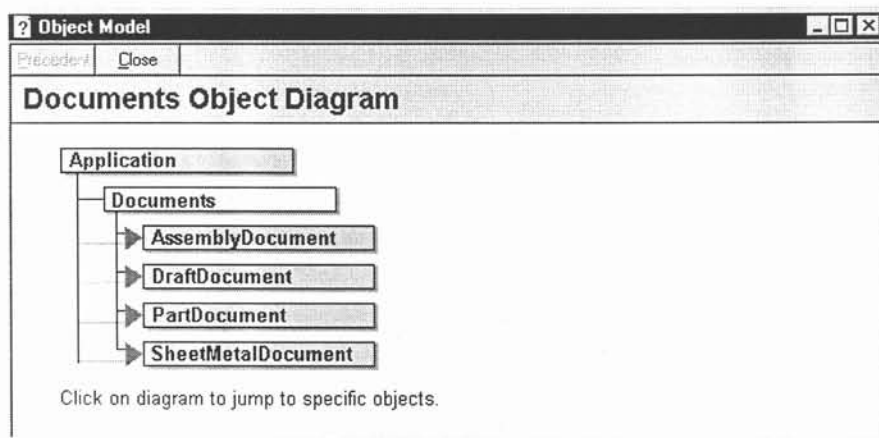 ? Object Model
Precedent Close
Documents Object Diagram
Application
Documents
AssemblyDocument
DraftDocument
PartDocument
SheetMetalDocument
Click on diagram to jump to specific objects.